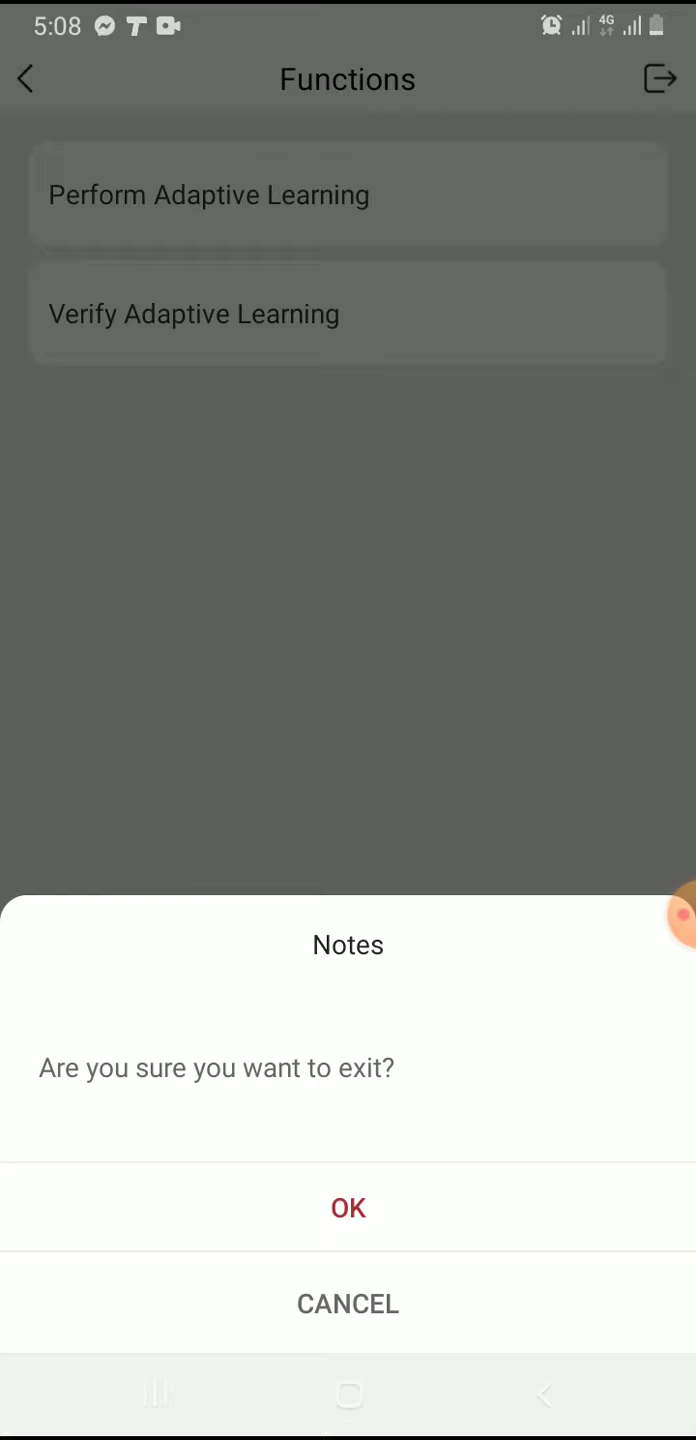 5:08
4G
Functions
Perform Adaptive Learning
Verify Adaptive Learning
Notes
Are you sure you want to exit?
OK
CANCEL